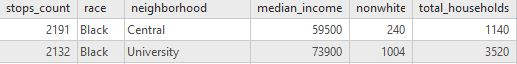 stops_count race neighborhood median_income nonwhite total_households
2191 Black Central 59500 240 1140
2132 Black University 73900 1004 3520